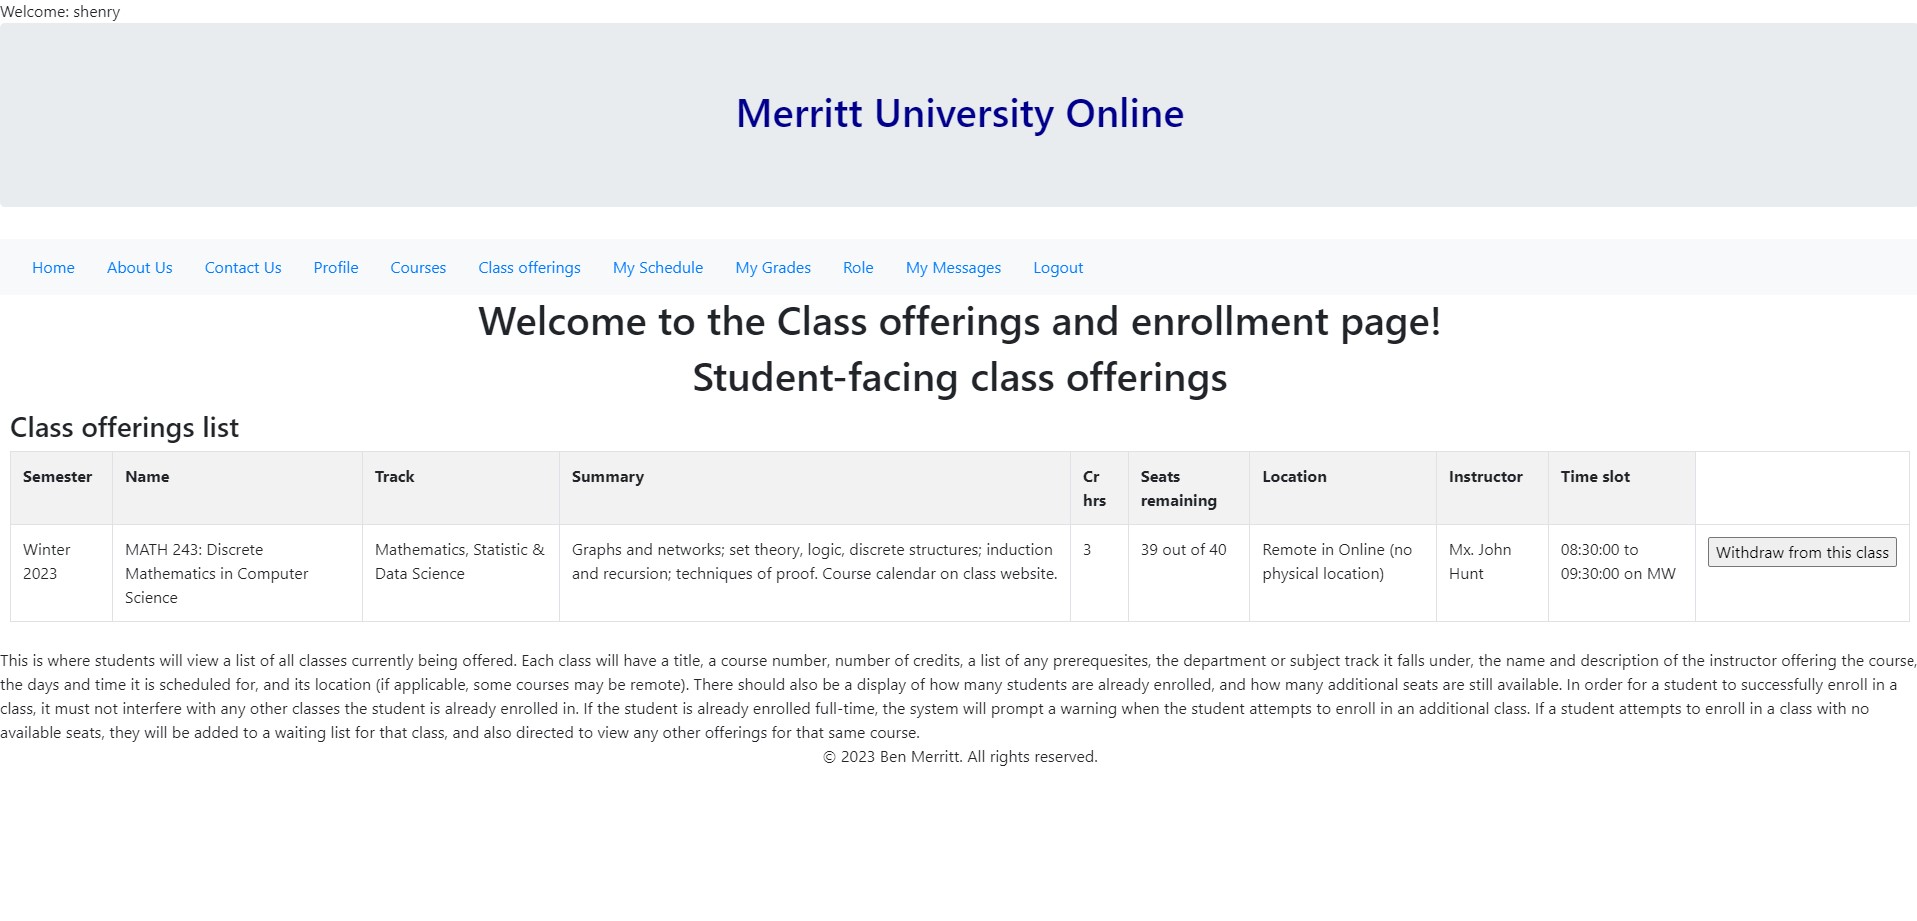 Welcome: shenry
Merritt University Online
Home About Us Contact Us Profile Courses Class offerings My Schedule My Grades Role My Messages Logout
Welcome to the Class offerings and enrollment page!
Student-facing class offerings
Class offerings list
Semester Name Track Summary Cr hrs Seats remaining Location Instructor Time slot
Winter 2023 MATH 243: Discrete Mathematics in Computer Science Mathematics, Statistic & Data Science Graphs and networks; set theory, logic, discrete structures; induction and recursion; techniques of proof. Course calendar on class website. 3 39 out of 40 Remote in Online (no physical location) Mx. John Hunt 08:30:00 to 09:30:00 on MW Withdraw from this class
This is where students will view a list of all classes currently being offered. Each class will have a title, a course number, number of credits, a list of any prerequesites, the department or subject track it falls under, the name and description of the instructor offering the course,
the days and time it is scheduled for, and its location (if applicable, some courses may be remote). There should also be a display of how many students are already enrolled, and how many additional seats are still available. In order for a student to successfully enroll in a
class, it must not interfere with any other classes the student is already enrolled in. If the student is already enrolled full-time, the system will prompt a warning when the student attempts to enroll in an additional class. If a student attempts to enroll in a class with no
available seats, they will be added to a waiting list for that class, and also directed to view any other offerings for that same course.
© 2023 Ben Merritt. All rights reserved.